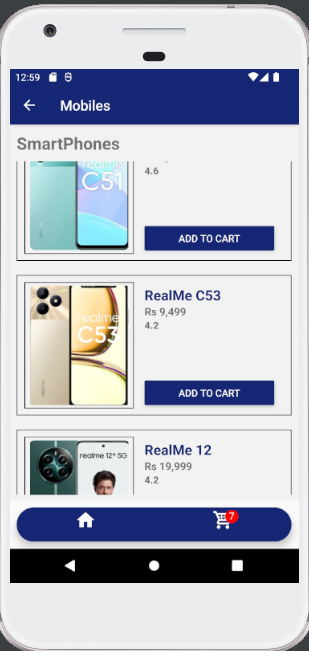 12:59
Mobiles
SmartPhones
realme
C51
4.6
ADD TO CART
realme
C53
RealMe C53
Rs 9,499
4.2
ADD TO CART
realme 12+ 5G
RealMe 12
Rs 19,999
4.2
7